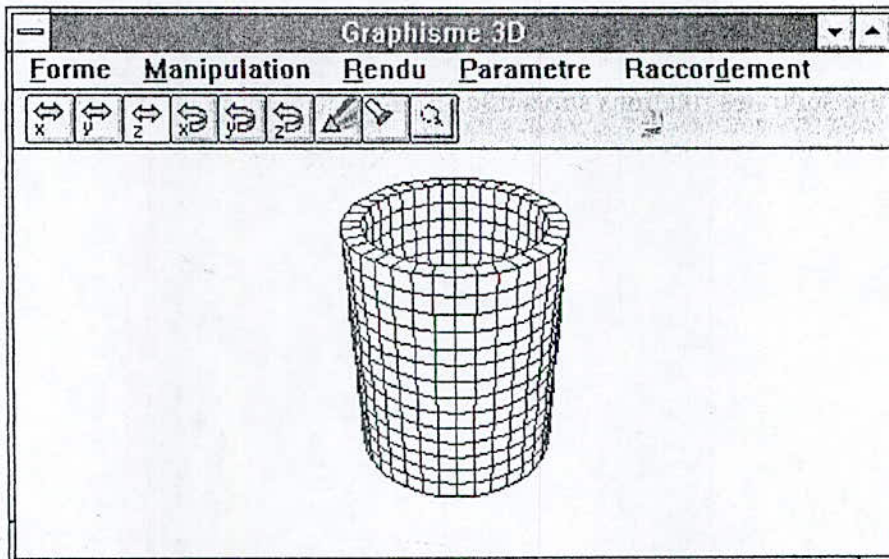 Graphisme 3D
Forme Manipulation Rendu Parametre Raccordement
x y z x y z